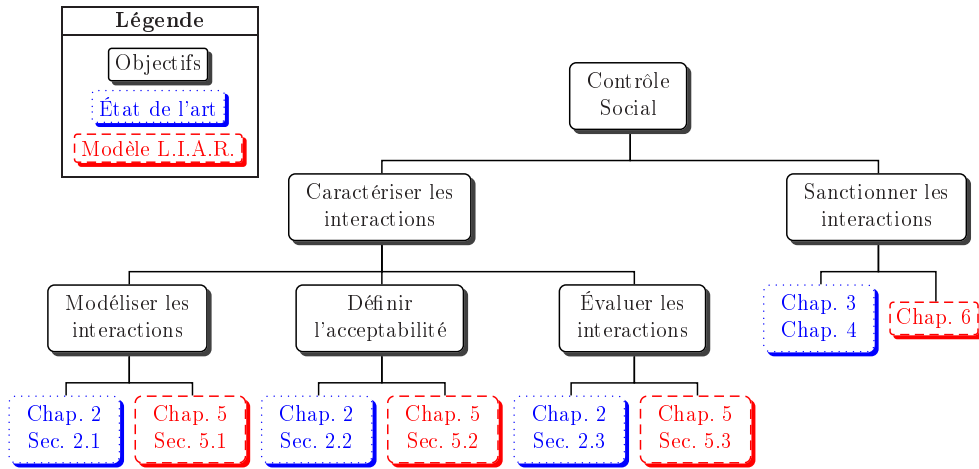 Légende
Objectifs
État de l'art
Modèle L.I.A.R.
Contrôle
Social
Caractériser les
interactions
Sanctionner les
interactions
Modéliser les
interactions
Définir
l'acceptabilité
Évaluer les
interactions
Chap. 3
Chap. 4
Chap. 6
Chap. 2
Sec. 2.1
Chap. 5
Sec. 5.1
Chap. 2
Sec. 2.2
Chap. 5
Sec. 5.2
Chap. 2
Sec. 2.3
Chap. 5
Sec. 5.3